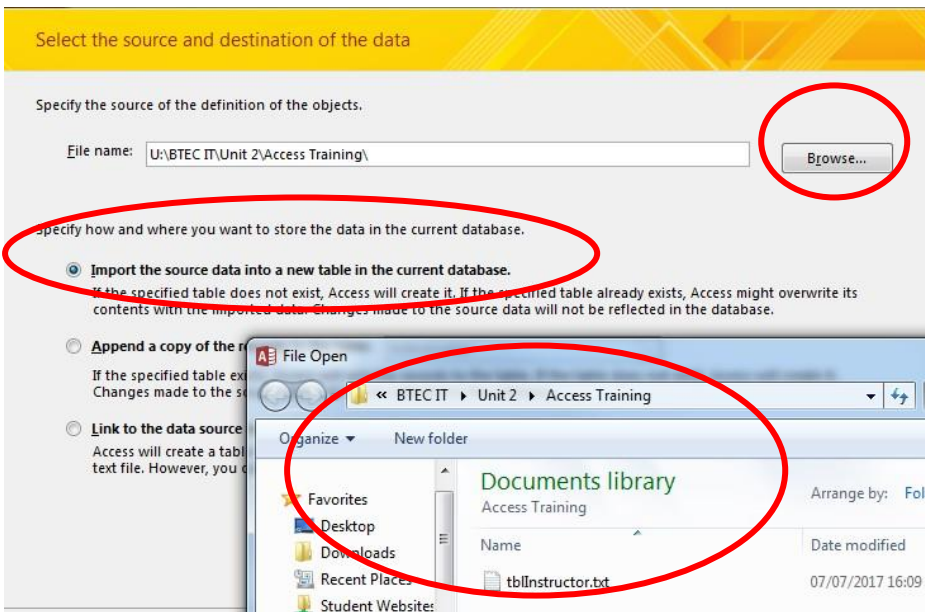 Select the source and destination of the data
Specify the source of the definition of the objects.
File name: U:\BTEC IT\Unit 2\Access Training\
Browse...
Specify how and where you want to store the data in the current database.
Import the source data into a new table in the current database.
If the specified table does not exist, Access will create it. If the specified table already exists, Access might overwrite its
contents with the imported data. Changes made to the source data will not be reflected in the database.
Append a copy of the
If the specified table
Changes made to the
Link to the data source
Access will create a
text file. However, you
File Open
« BTEC IT ▸ Unit 2 ▸ Access Training
Organize ▾ New folder
Favorites
Desktop
Downloads
Recent Places
Student Websites
Documents library
Access Training
Arrange by:
Name Date modified
tblInstructor.txt 07/07/2017 16:09